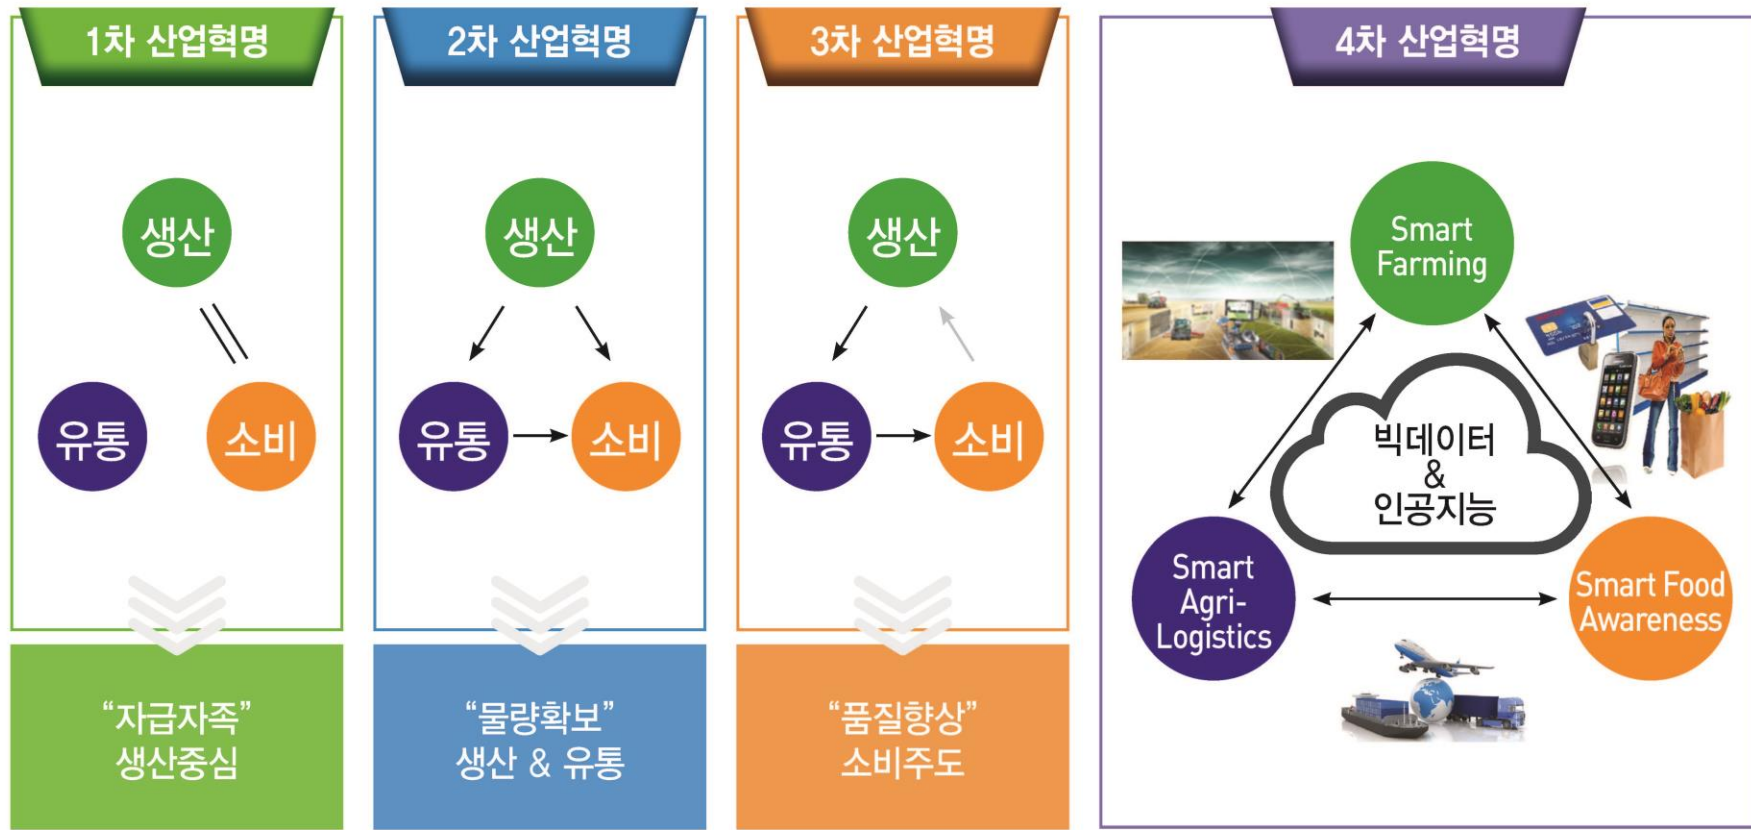 1차 산업혁명
생산
유통
소비
“자급자족”
생산중심
2차 산업혁명
생산
유통
소비
“물량확보”
생산 & 유통
3차 산업혁명
생산
유통
소비
“품질향상”
소비주도
4차 산업혁명
Smart
Farming
빅데이터
&
인공지능
Smart
Agri-
Logistics
Smart Food
Awareness